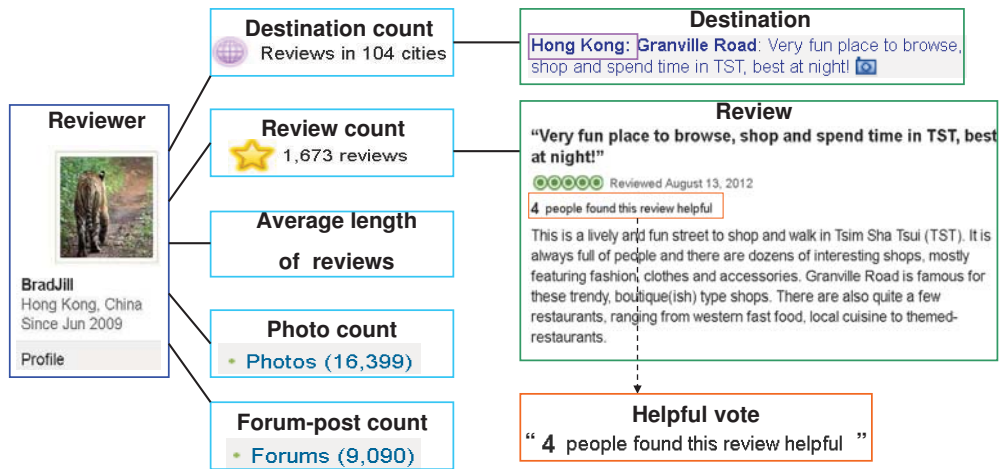 Reviewer
BradJill
Hong Kong, China
Since Jun 2009
Profile
Destination count
Reviews in 104 cities
Review count
1,673 reviews
Average length
of reviews
Photo count
Photos (16,399)
Forum-post count
Forums (9,090)
Destination
Hong Kong: Granville Road: Very fun place to browse,
shop and spend time in TST, best at night!
Review
“Very fun place to browse, shop and spend time in TST, best
at night!”
Reviewed August 13, 2012
4 people found this review helpful
This is a lively and fun street to shop and walk in Tsim Sha Tsui (TST). It is
always full of people and there are dozens of interesting shops, mostly
featuring fashion, clothes and accessories. Granville Road is famous for
these trendy, boutique(ish) type shops. There are also quite a few
restaurants, ranging from western fast food, local cuisine to themed-
restaurants.
Helpful vote
“ 4 people found this review helpful ”